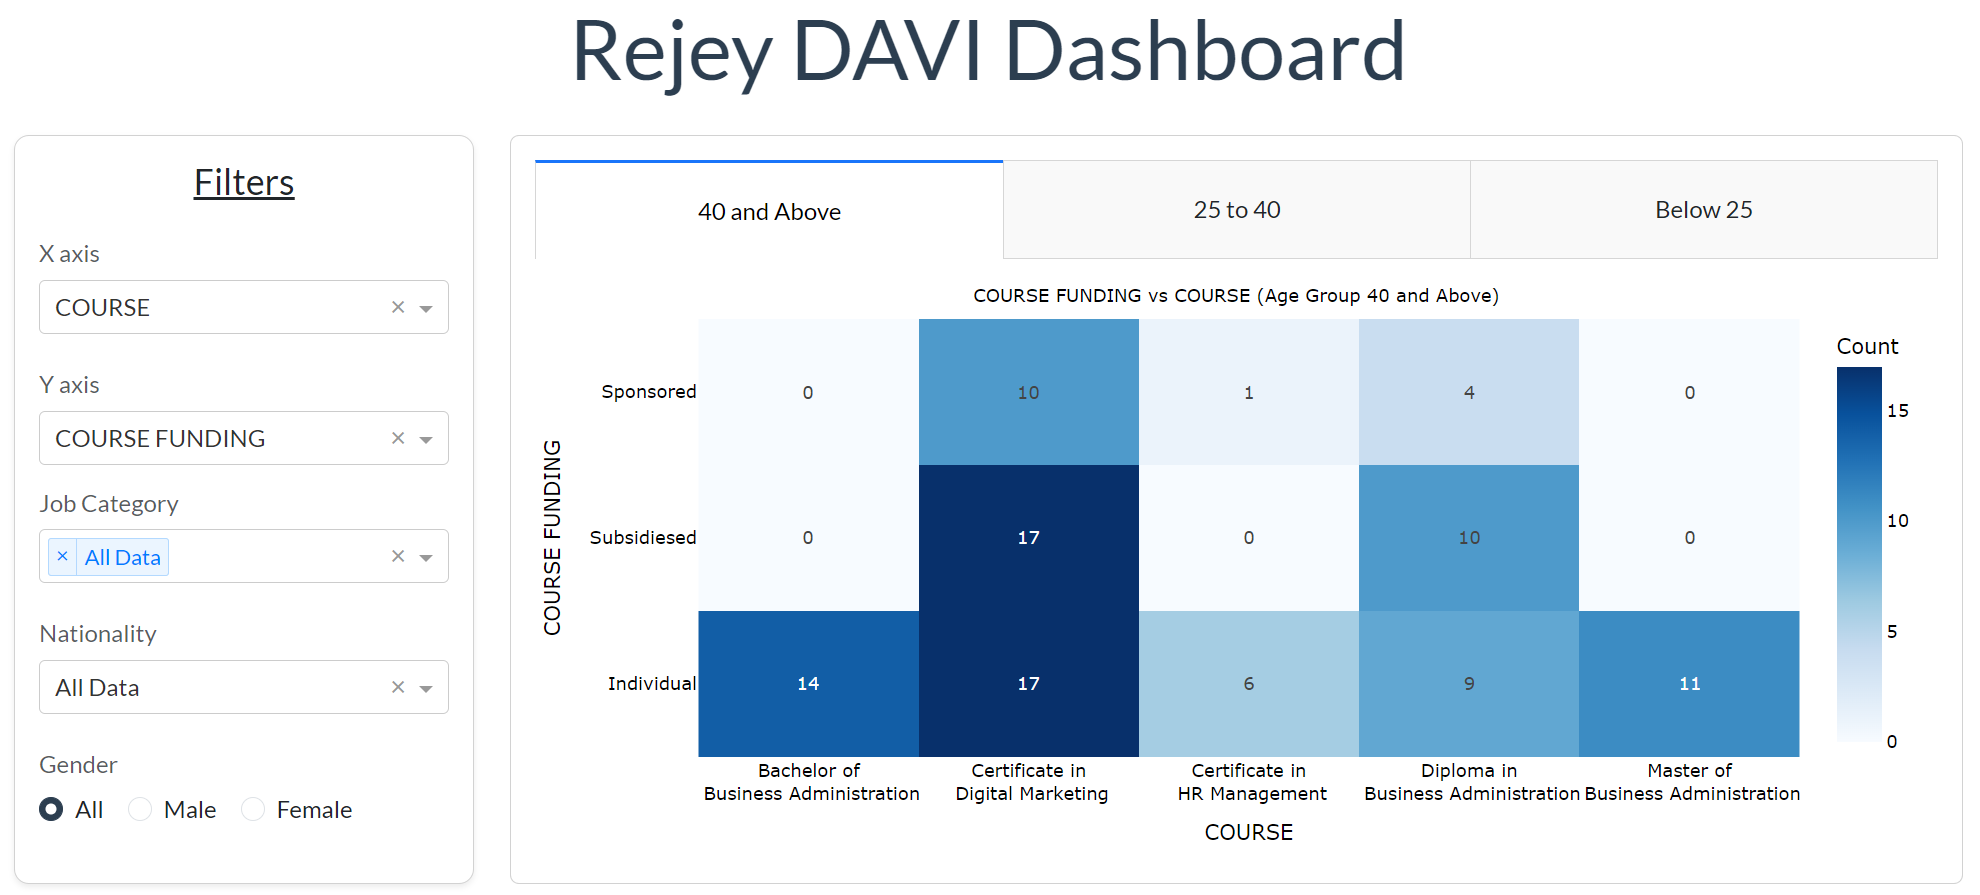 Rejey DAVI Dashboard
Filters
X axis
COURSE
Y axis
COURSE FUNDING
Job Category
× All Data
Nationality
All Data
Gender
All Male Female
40 and Above
25 to 40
Below 25
COURSE FUNDING vs COURSE (Age Group 40 and Above)
COURSE FUNDING
Sponsored 0 10 1 4 0
Subsidiesed 0 17 0 10 0
Individual 14 17 6 9 11
Bachelor of
Business Administration
Certificate in
Digital Marketing
Certificate in
HR Management
Diploma in
Business Administration
Master of
Business Administration
COURSE
Count
15
10
5
0